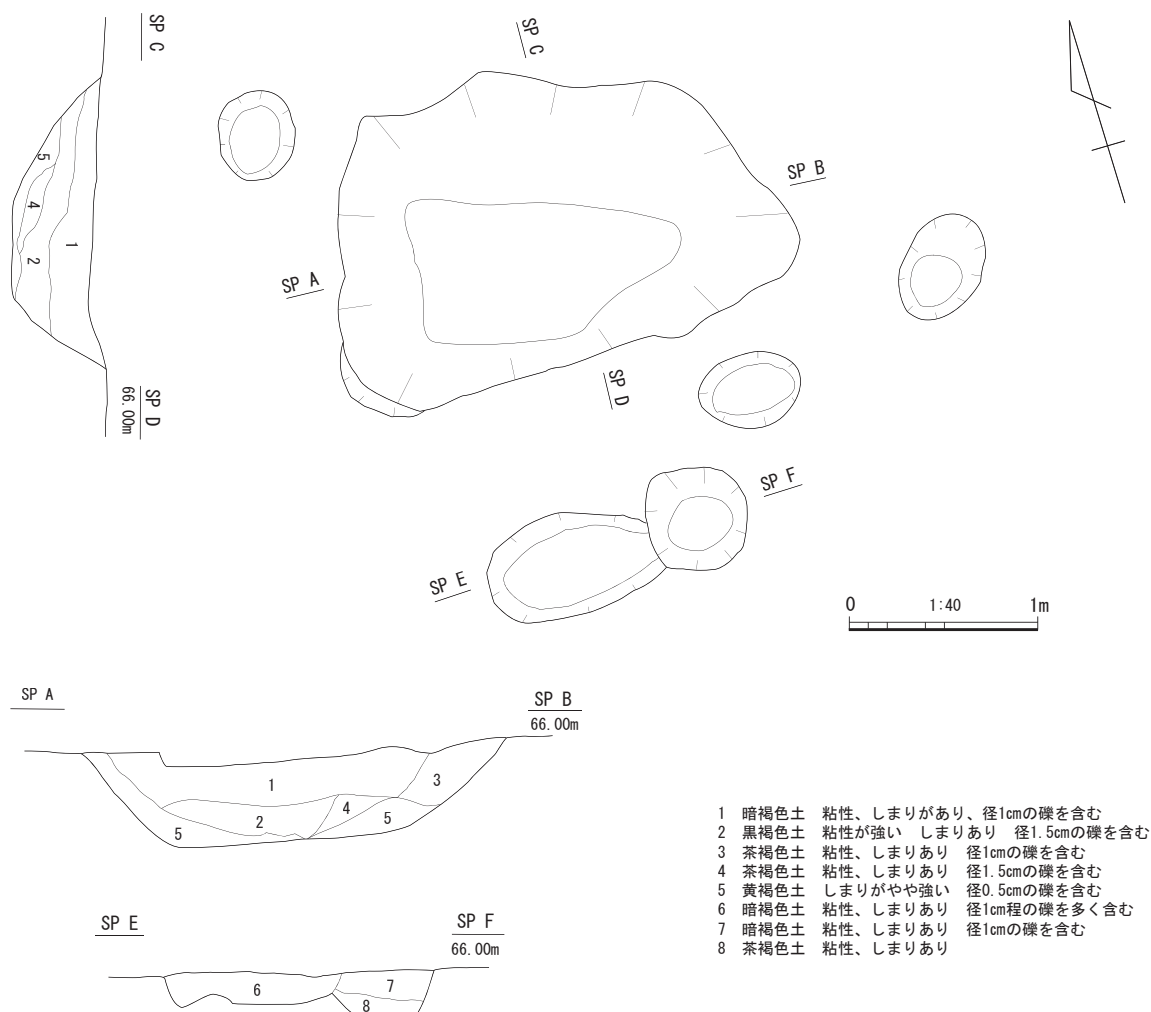 SP C
SP C
SP B
SP A
SP D
SP D
66.00m
5
4
1
2
SP F
SP E
0 1:40 1m
SP A
SP B
66.00m
1
3
4
2
5
5
SP E
SP F
66.00m
6
7
8
1 暗褐色土 粘性、しまりがあり、径1cmの礫を含む
2 黒褐色土 粘性が強い しまりあり 径1.5cmの礫を含む
3 茶褐色土 粘性、しまりあり 径1cmの礫を含む
4 茶褐色土 粘性、しまりあり 径1.5cmの礫を含む
5 黄褐色土 しまりがやや強い 径0.5cmの礫を含む
6 暗褐色土 粘性、しまりあり 径1cm程の礫を多く含む
7 暗褐色土 粘性、しまりあり 径1cmの礫を含む
8 茶褐色土 粘性、しまりあり